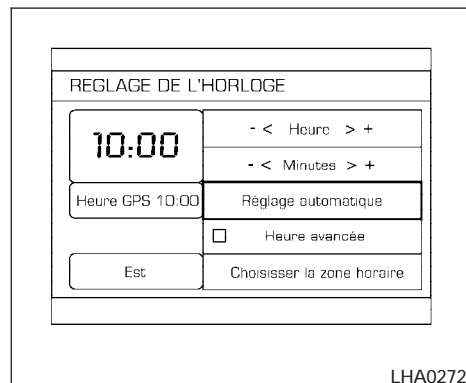 REGLAGE DE L'HORLOGE
10:00
- < Heure > +
- < Minutes > +
Heure GPS 10:00
Réglage automatique
Heure avancée
Est
Choisisser la zone horaire
LHA0272